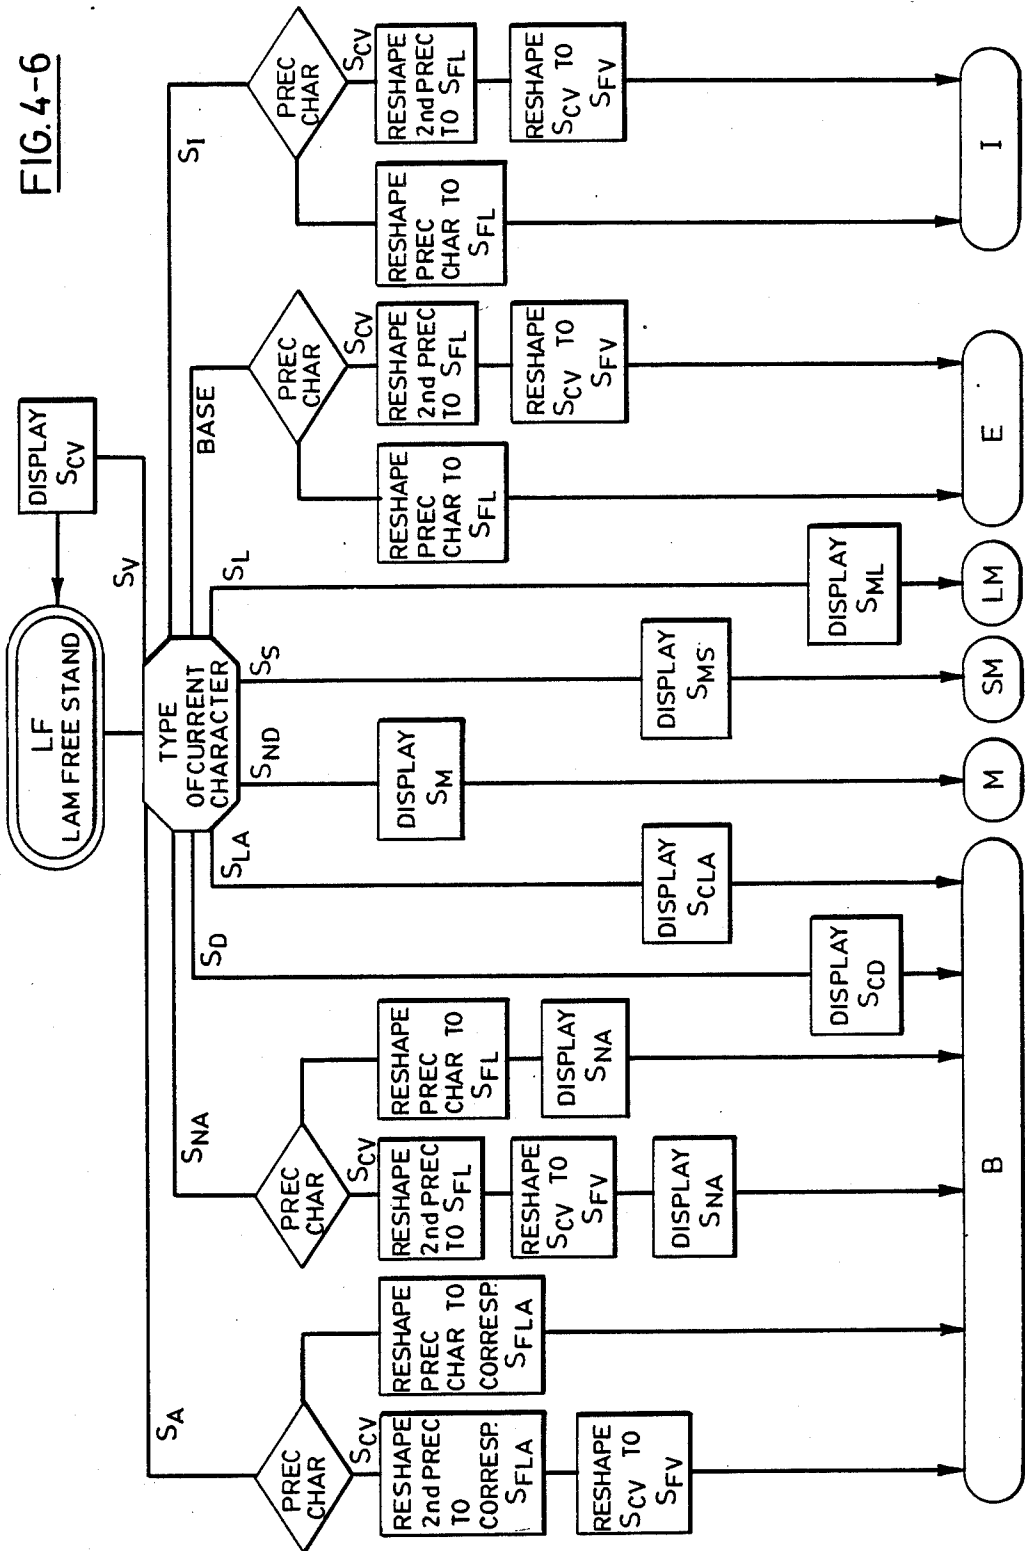 FIG. 4-6
LF
LAM FREE STAND
DISPLAY
SCV
SV
TYPE
OF CURRENT
CHARACTER
SA
PREC
CHAR
SCV
RESHAPE
2nd PREC
TO
CORRESP.
SFLA
RESHAPE
SCV TO
SFV
RESHAPE
PREC
CHAR TO
CORRESP.
SFLA
SNA
PREC
CHAR
SCV
RESHAPE
2nd PREC
TO SFL
RESHAPE
SCV TO
SFV
DISPLAY
SNA
RESHAPE
PREC
CHAR TO
SFL
DISPLAY
SNA
SD
DISPLAY
SCD
SLA
DISPLAY
SCLA
SND
DISPLAY
SM
SS
DISPLAY
SMS
SL
DISPLAY
SML
BASE
PREC
CHAR
SCV
RESHAPE
PREC
CHAR TO
SFL
RESHAPE
2nd PREC
TO SFL
RESHAPE
SCV TO
SFV
SI
PREC
CHAR
SCV
RESHAPE
PREC
CHAR TO
SFL
RESHAPE
2nd PREC
TO SFL
RESHAPE
SCV TO
SFV
B
M
SM
LM
E
I